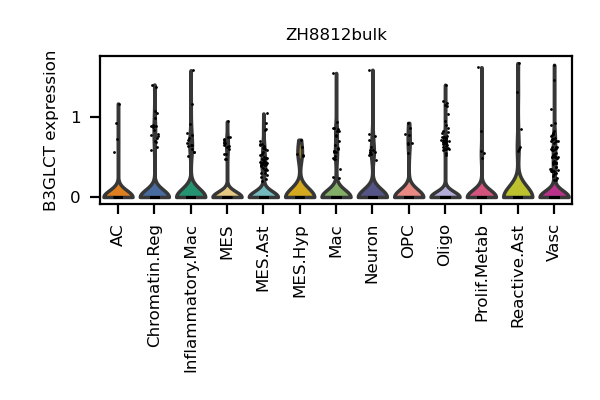 ZH8812bulk
B3GLCT expression
1
0
AC
Chromatin.Reg
Inflammatory.Mac
MES
MES.Ast
MES.Hyp
Mac
Neuron
OPC
Oligo
Prolif.Metab
Reactive.Ast
Vasc